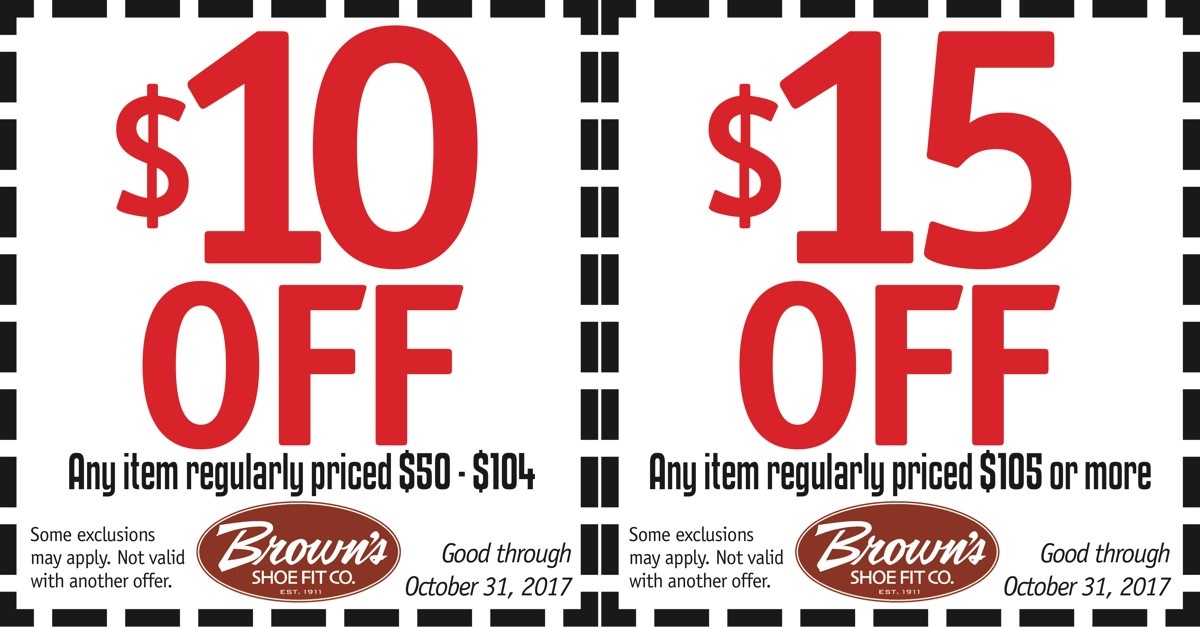 $10
OFF
Any item regularly priced $50 - $104
Some exclusions
may apply. Not valid
with another offer.
Brown's
SHOE FIT CO.
EST. 1911
Good through
October 31, 2017
$15
OFF
Any item regularly priced $105 or more
Some exclusions
may apply. Not valid
with another offer.
Brown's
SHOE FIT CO.
EST. 1911
Good through
October 31, 2017